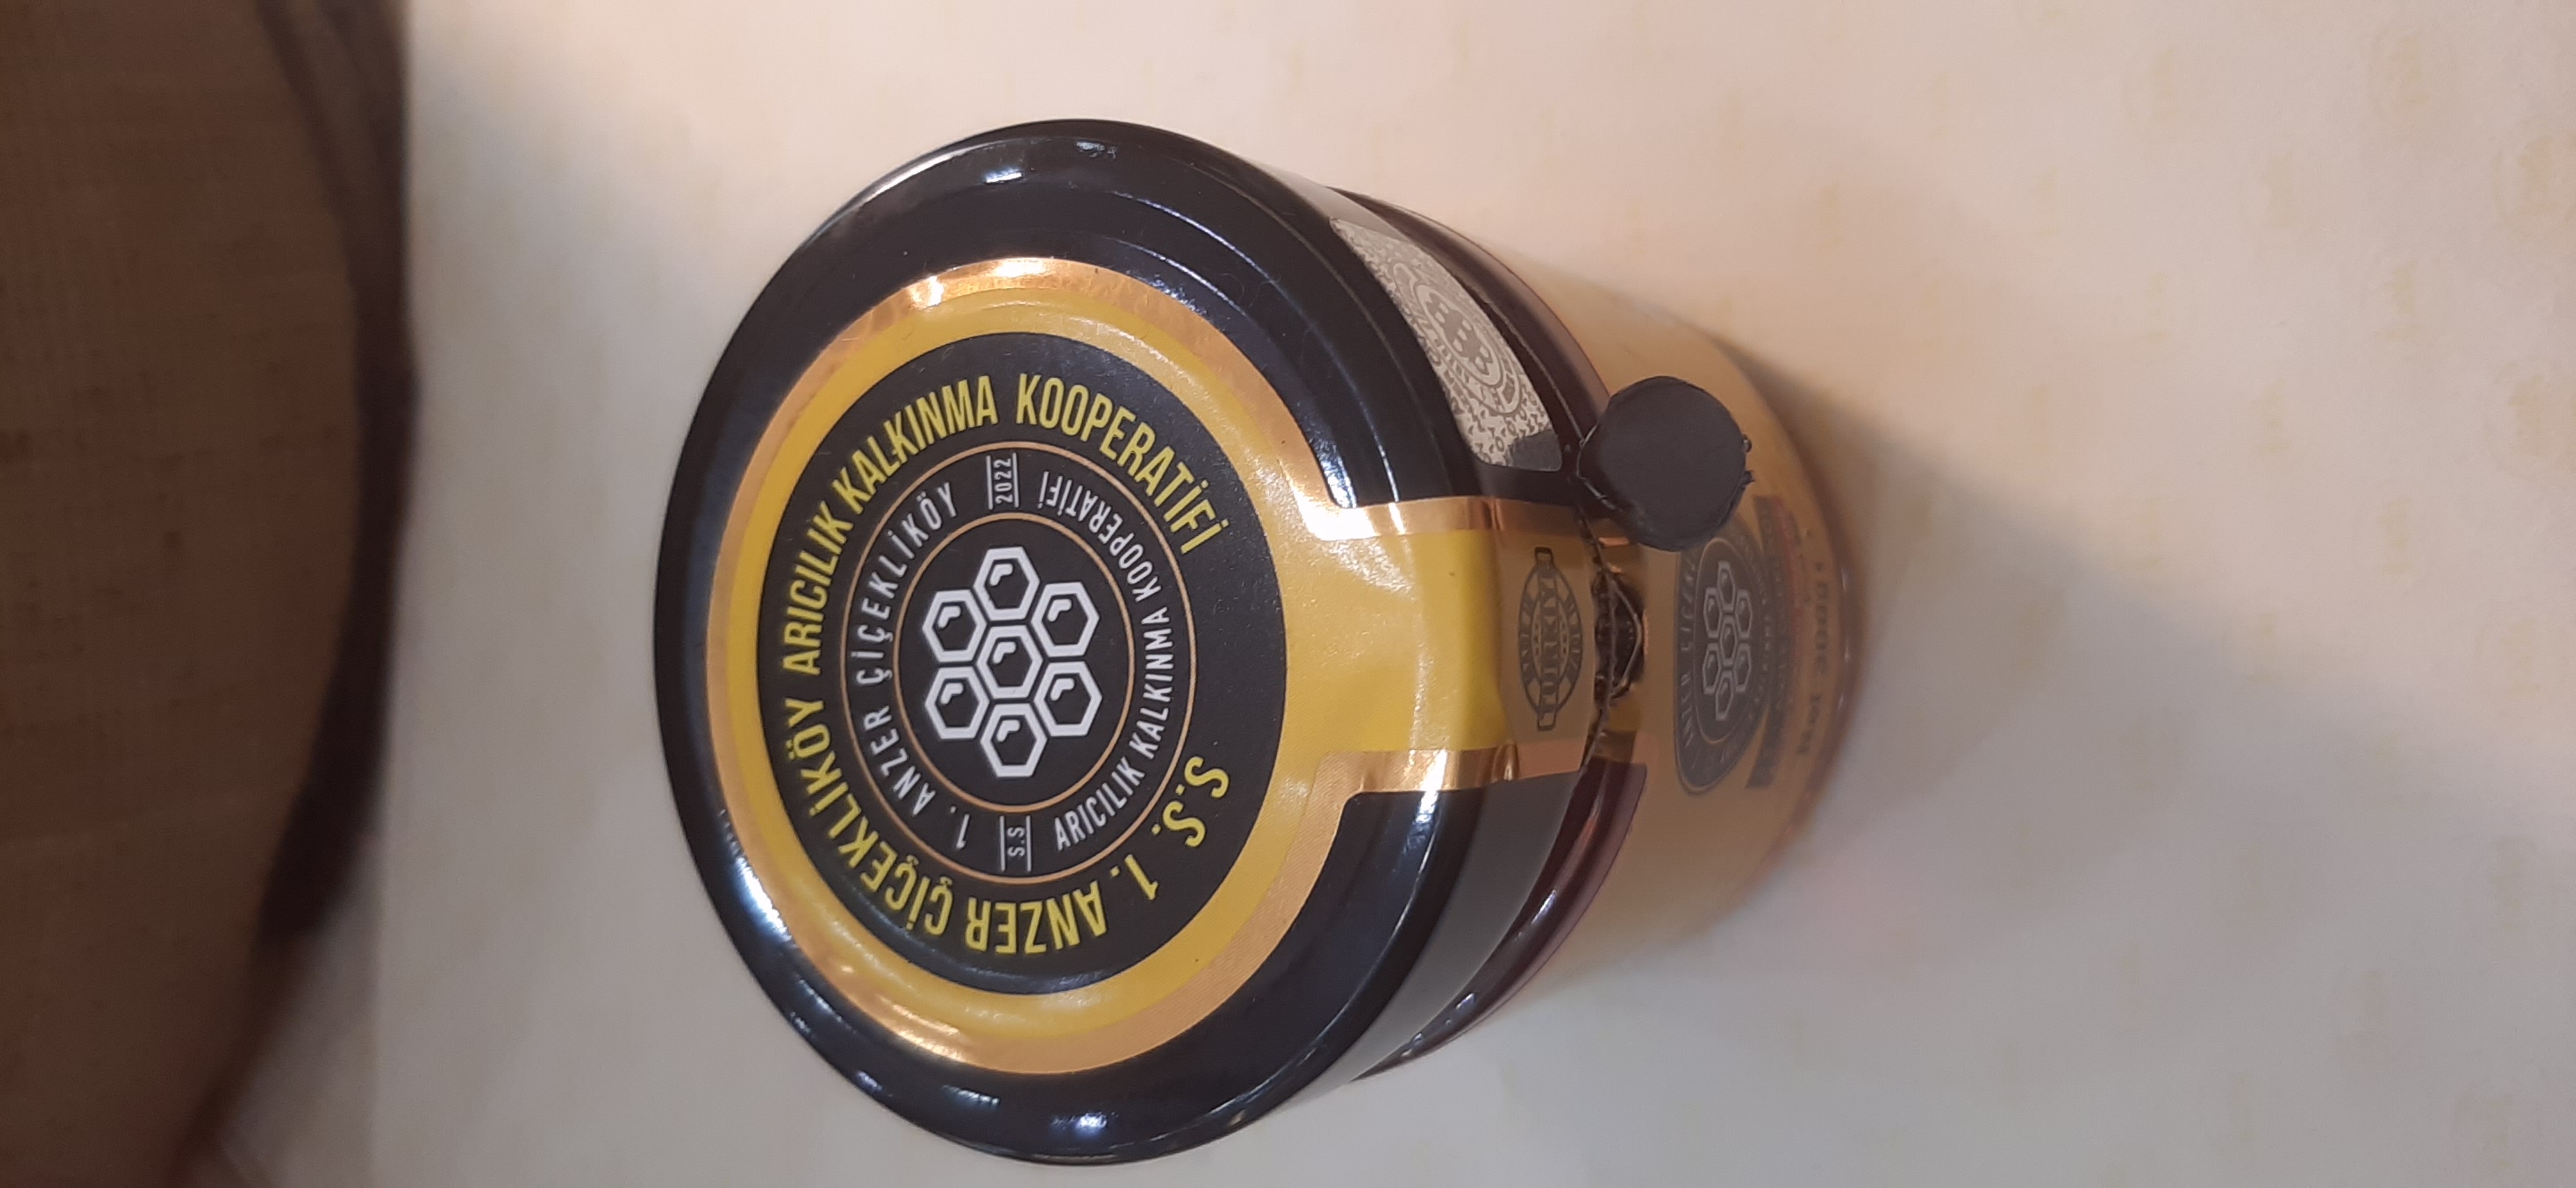 S.S. 1. ANZER ÇİÇEKLİKÖY ARICILIK KALKINMA KOOPERATİFİ
1. ANZER ÇİÇEKLİKÖY
S.S
2022
ARICILIK KALKINMA KOOPERATİFİ